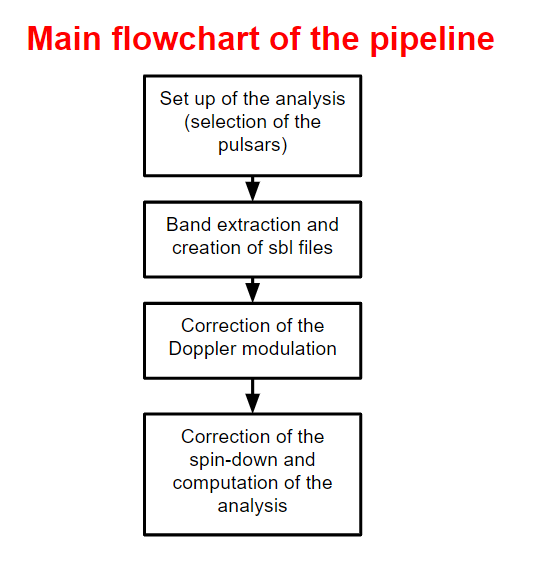 Main flowchart of the pipeline
Set up of the analysis
(selection of the
pulsars)
Band extraction and
creation of sbl files
Correction of the
Doppler modulation
Correction of the
spin-down and
computation of the
analysis